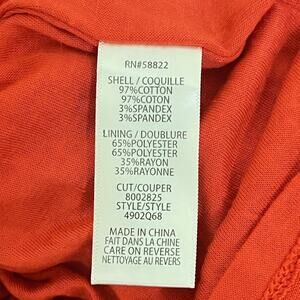 RN#58822
SHELL / COQUILLE
97%COTTON
97%COTON
3%SPANDEX
3%SPANDEX
LINING / DOUBLURE
65%POLYESTER
65%POLYESTER
35%RAYON
35%RAYONNE
CUT/COUPER
8002825
STYLE/STYLE
4902Q68
MADE IN CHINA
FAIT DANS LA CHINE
CARE ON REVERSE
NETTOYAGE AU REVERS